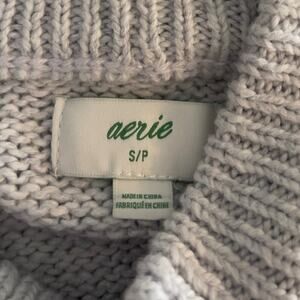 aerie
S/P
MADE IN CHINA
FABRIQUÉ EN CHINE